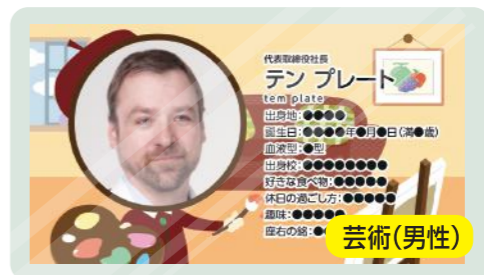 代表取締役社長
テン プレート
tem plate
出身地:●●●●
誕生日:●●●●年●月●日(満●歳)
血液型:●型
出身校:●●●●●●●●
好きな食べ物:●●●●●
休日の過ごし方:●●●●●
趣味:●●●●●
座右の銘:●
芸術(男性)